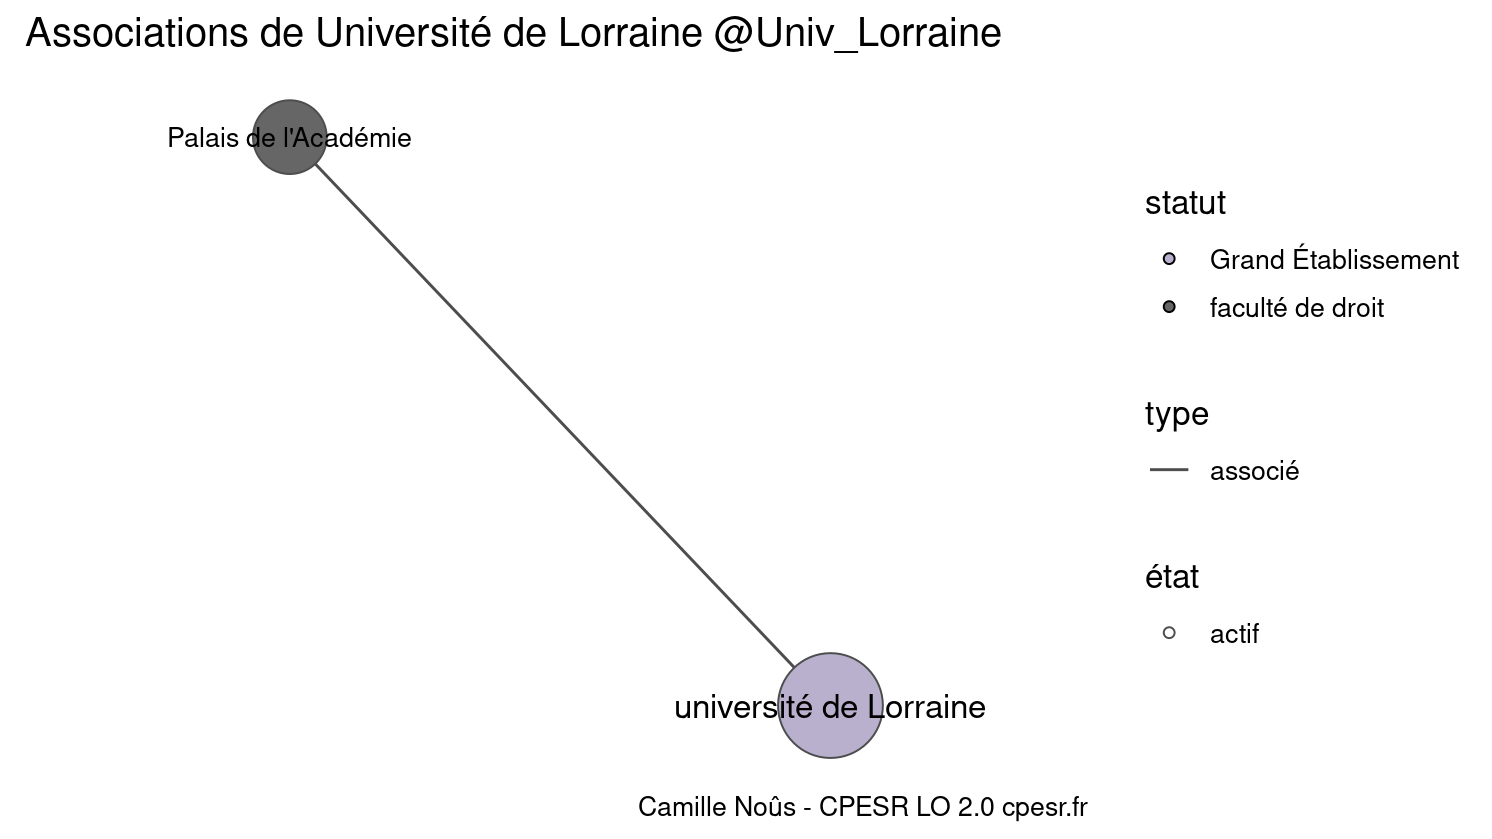 Associations de Université de Lorraine @Univ_Lorraine
Palais de l'Académie
statut
Grand Établissement
faculté de droit
type
associé
état
actif
université de Lorraine
Camille Noûs - CPESR LO 2.0 cpesr.fr